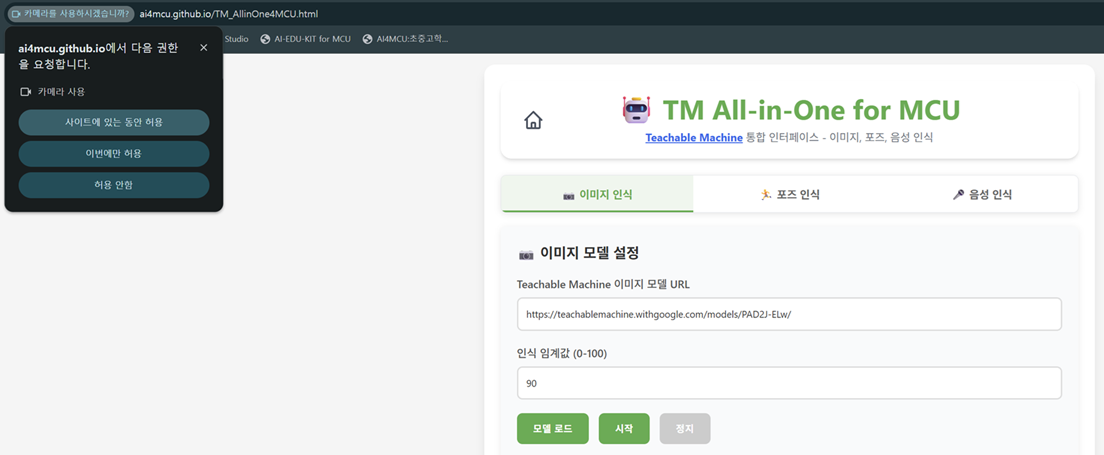 카메라를 사용하시겠습니까?
ai4mcu.github.io/TM_AllinOne4MCU.html
Studio
AI-EDU-KIT for MCU
AI4MCU:초중고학...
ai4mcu.github.io에서 다음 권한
을 요청합니다.
카메라 사용
사이트에 있는 동안 허용
이번에만 허용
허용 안함
TM All-in-One for MCU
Teachable Machine 통합 인터페이스 - 이미지, 포즈, 음성 인식
이미지 인식
포즈 인식
음성 인식
이미지 모델 설정
Teachable Machine 이미지 모델 URL
https://teachablemachine.withgoogle.com/models/PAD2J-ELw/
인식 임계값 (0-100)
90
모델 로드
시작
정지